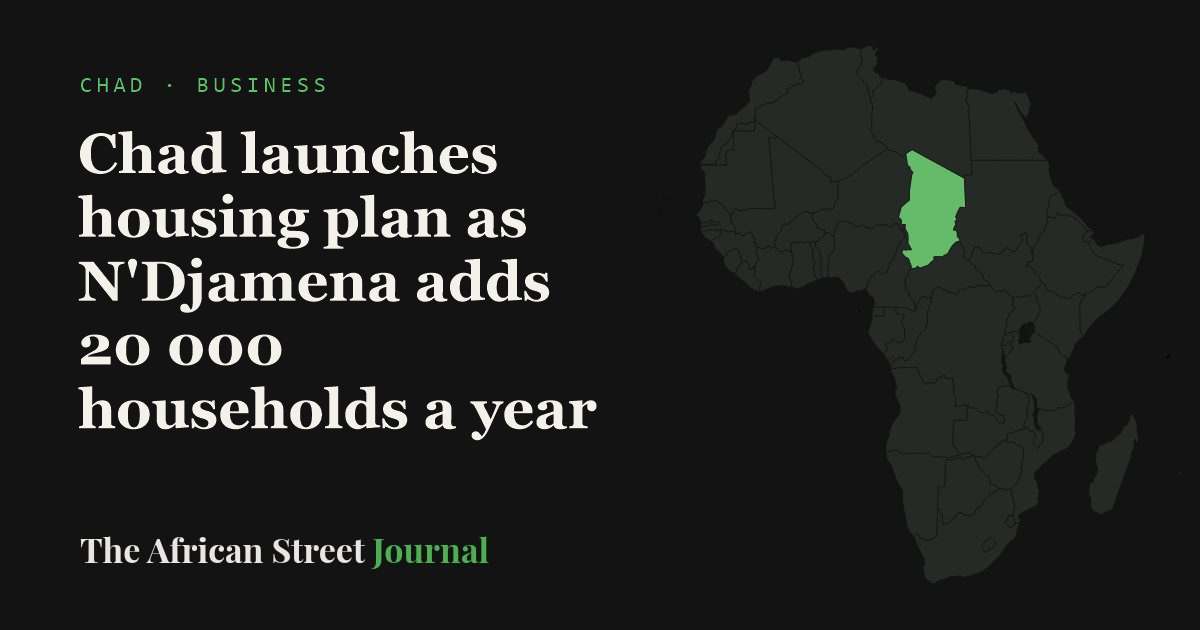 CHAD · BUSINESS
Chad launches
housing plan as
N'Djamena adds
20 000
households a year
The African Street Journal